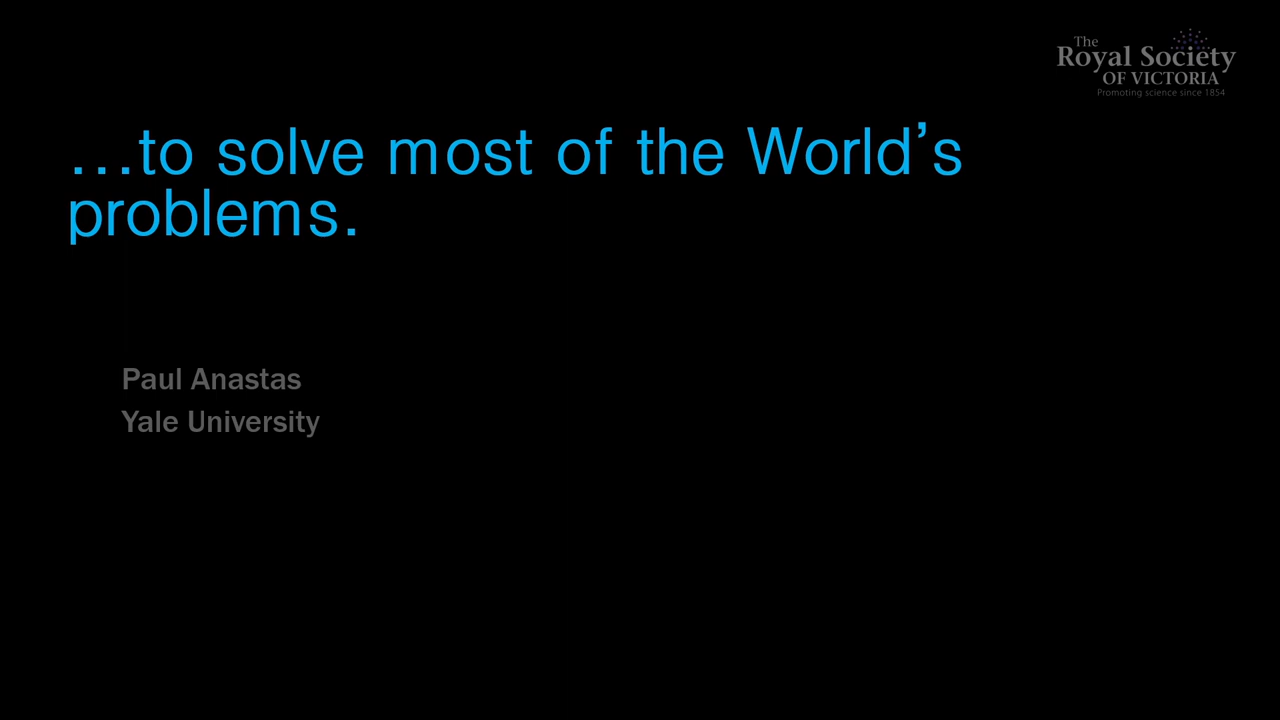 The
Royal Society
OF VICTORIA
Promoting science since 1854
…to solve most of the World’s
problems.
Paul Anastas
Yale University